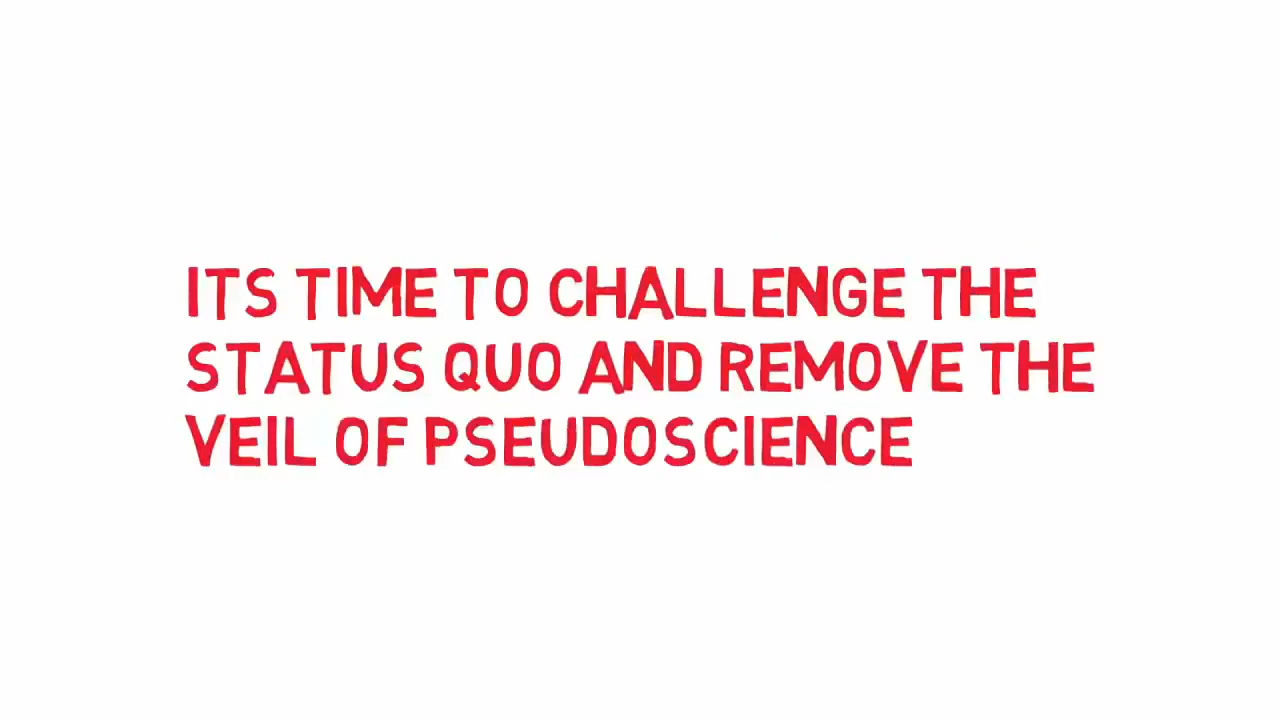 ITS TIME TO CHALLENGE THE
STATUS QUO AND REMOVE THE
VEIL OF PSEUDOSCIENCE